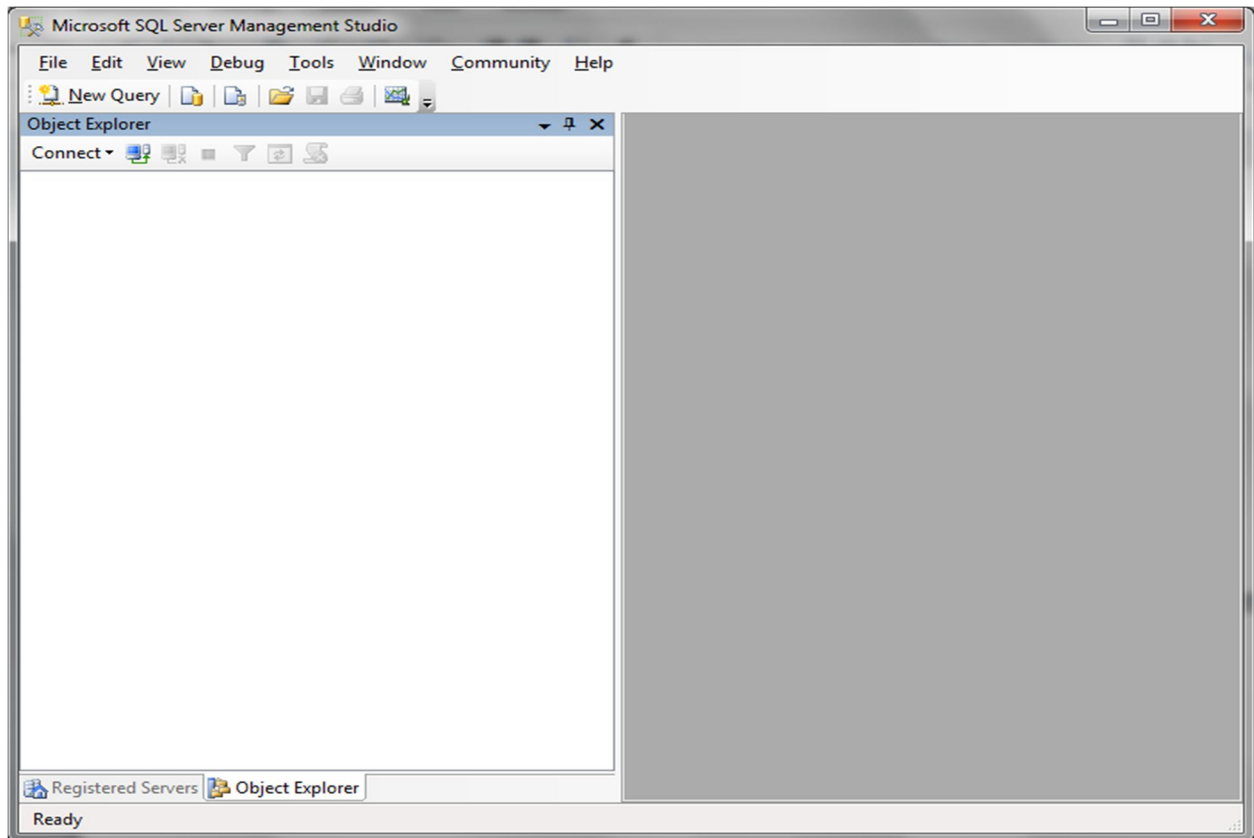 Microsoft SQL Server Management Studio
File Edit View Debug Tools Window Community Help
New Query
Object Explorer
Connect
Registered Servers Object Explorer
Ready